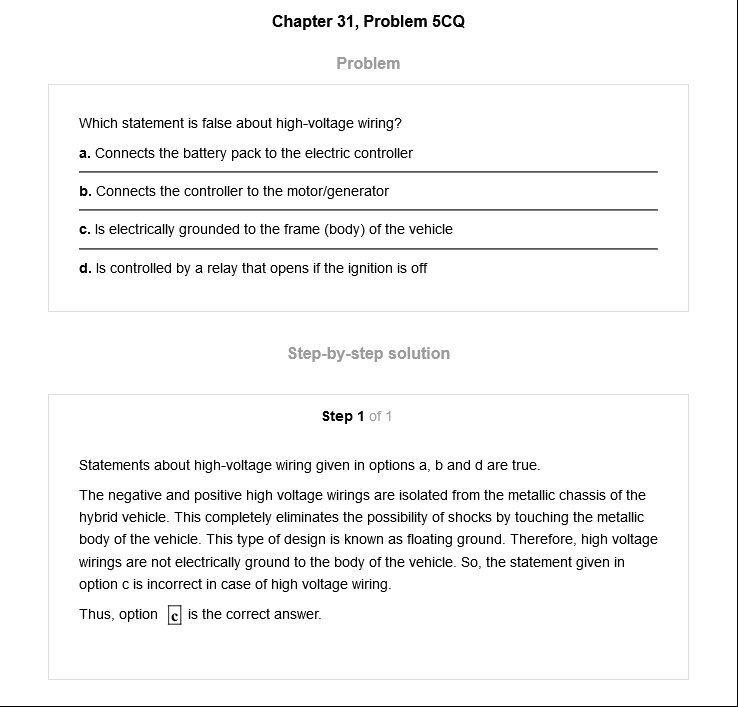 Chapter 31, Problem 5CQ
Problem
Which statement is false about high-voltage wiring?
a. Connects the battery pack to the electric controller
b. Connects the controller to the motor/generator
c. Is electrically grounded to the frame (body) of the vehicle
d. Is controlled by a relay that opens if the ignition is off
Step-by-step solution
Step 1 of 1
Statements about high-voltage wiring given in options a, b and d are true.
The negative and positive high voltage wirings are isolated from the metallic chassis of the
hybrid vehicle. This completely eliminates the possibility of shocks by touching the metallic
body of the vehicle. This type of design is known as floating ground. Therefore, high voltage
wirings are not electrically ground to the body of the vehicle. So, the statement given in
option c is incorrect in case of high voltage wiring.
Thus, option c is the correct answer.